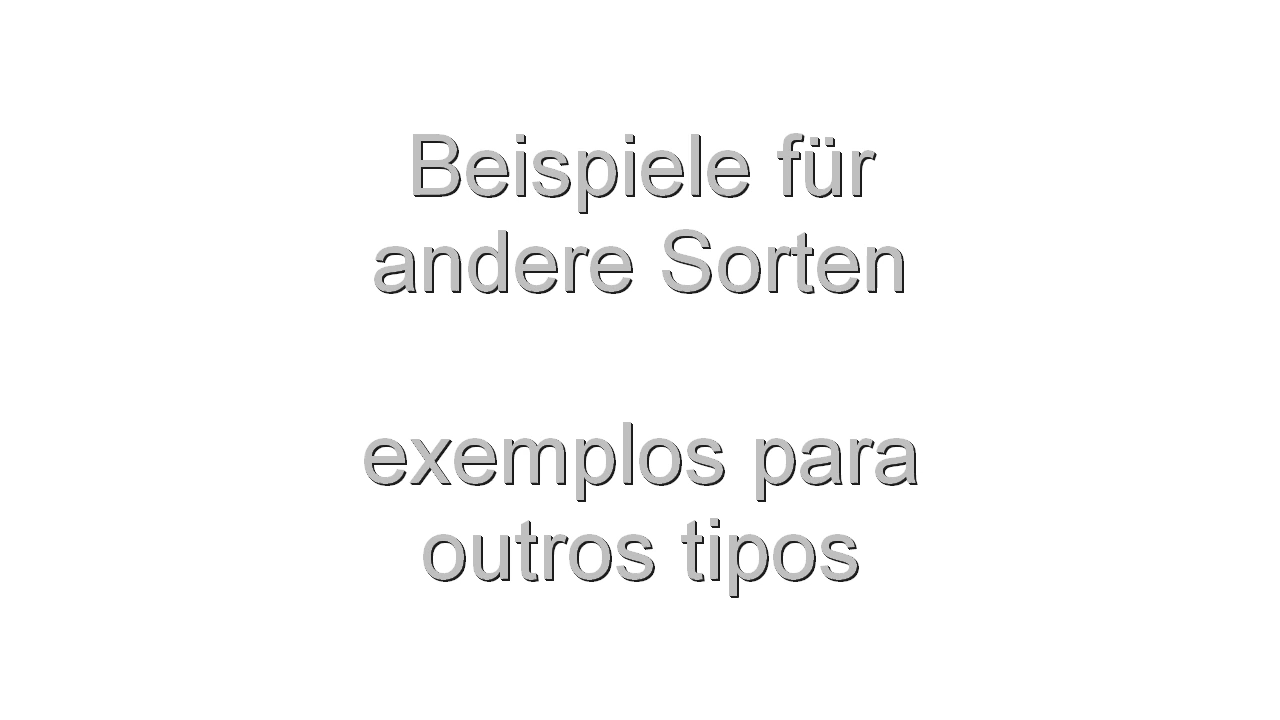 Beispiele für
andere Sorten
exemplos para
outros tipos